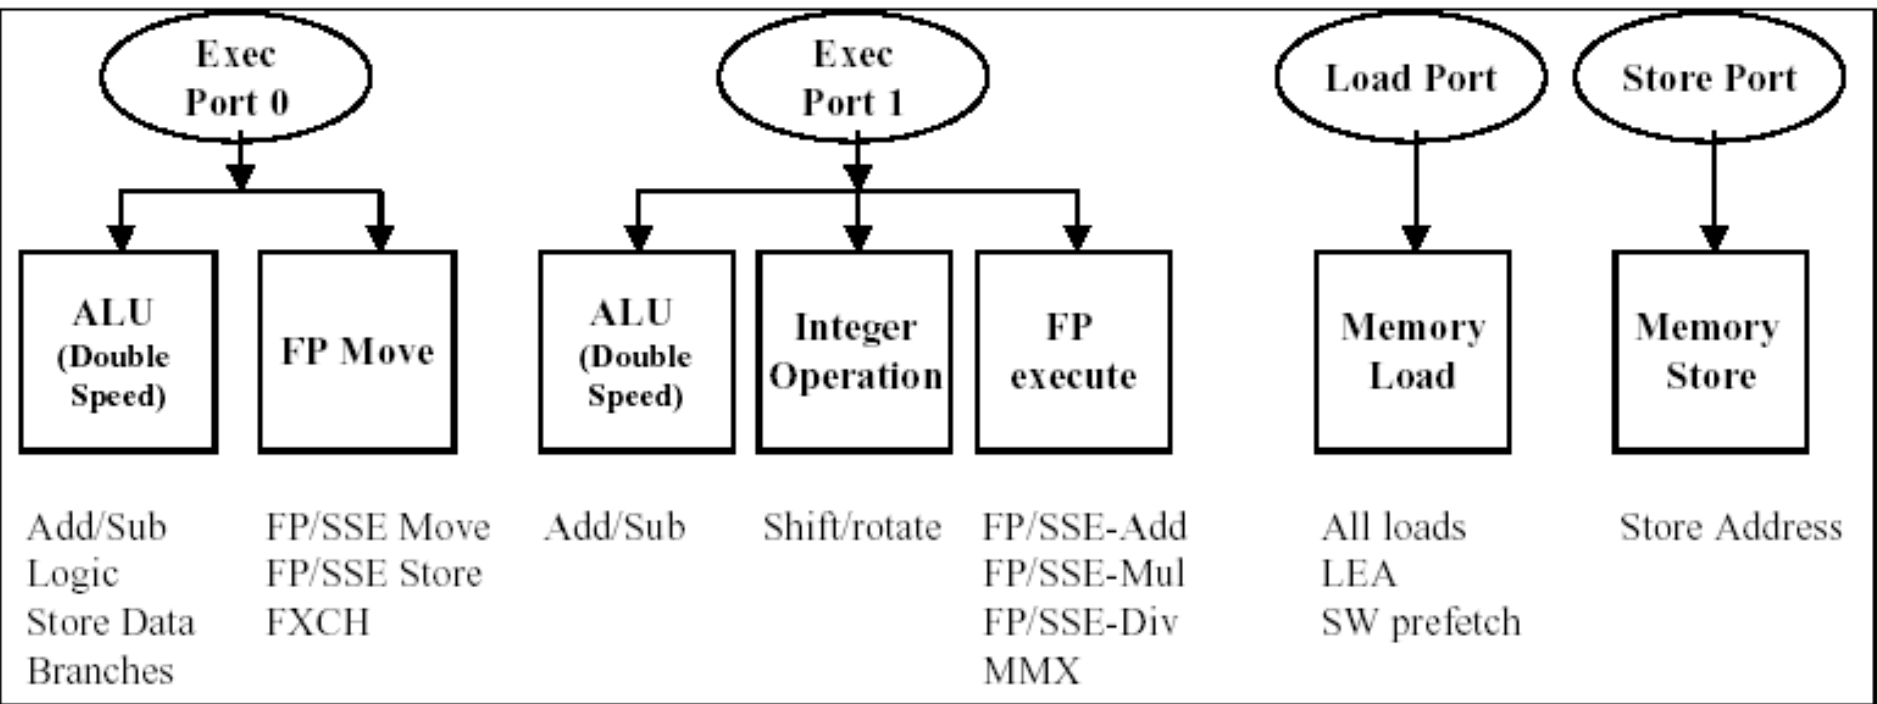 Exec
Port 0
Exec
Port 1
Load Port
Store Port
ALU
(Double
Speed)
FP Move
ALU
(Double
Speed)
Integer
Operation
FP
execute
Memory
Load
Memory
Store
Add/Sub
Logic
Store Data
Branches
FP/SSE Move
FP/SSE Store
FXCH
Add/Sub
Shift/rotate
FP/SSE-Add
FP/SSE-Mul
FP/SSE-Div
MMX
All loads
LEA
SW prefetch
Store Address